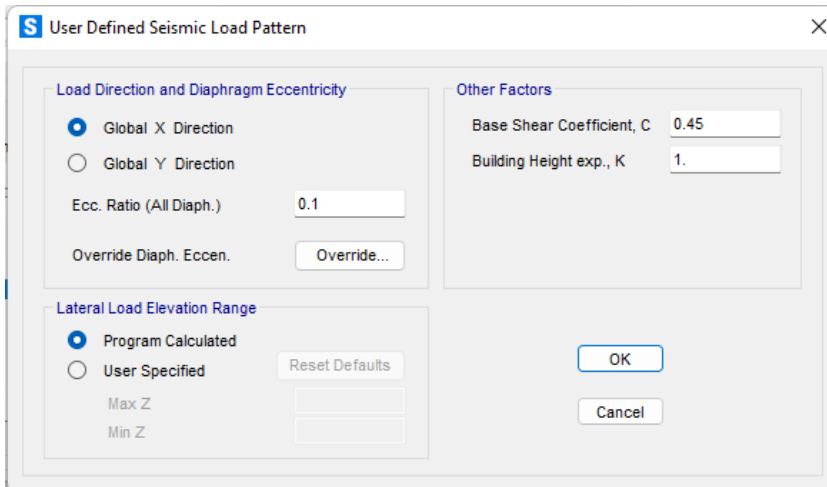 S User Defined Seismic Load Pattern
Load Direction and Diaphragm Eccentricity
Global X Direction
Global Y Direction
Ecc. Ratio (All Diaph.) 0.1
Override Diaph. Eccen. Override...
Other Factors
Base Shear Coefficient, C 0.45
Building Height exp., K 1.
Lateral Load Elevation Range
Program Calculated
User Specified Reset Defaults
Max Z
Min Z
OK
Cancel